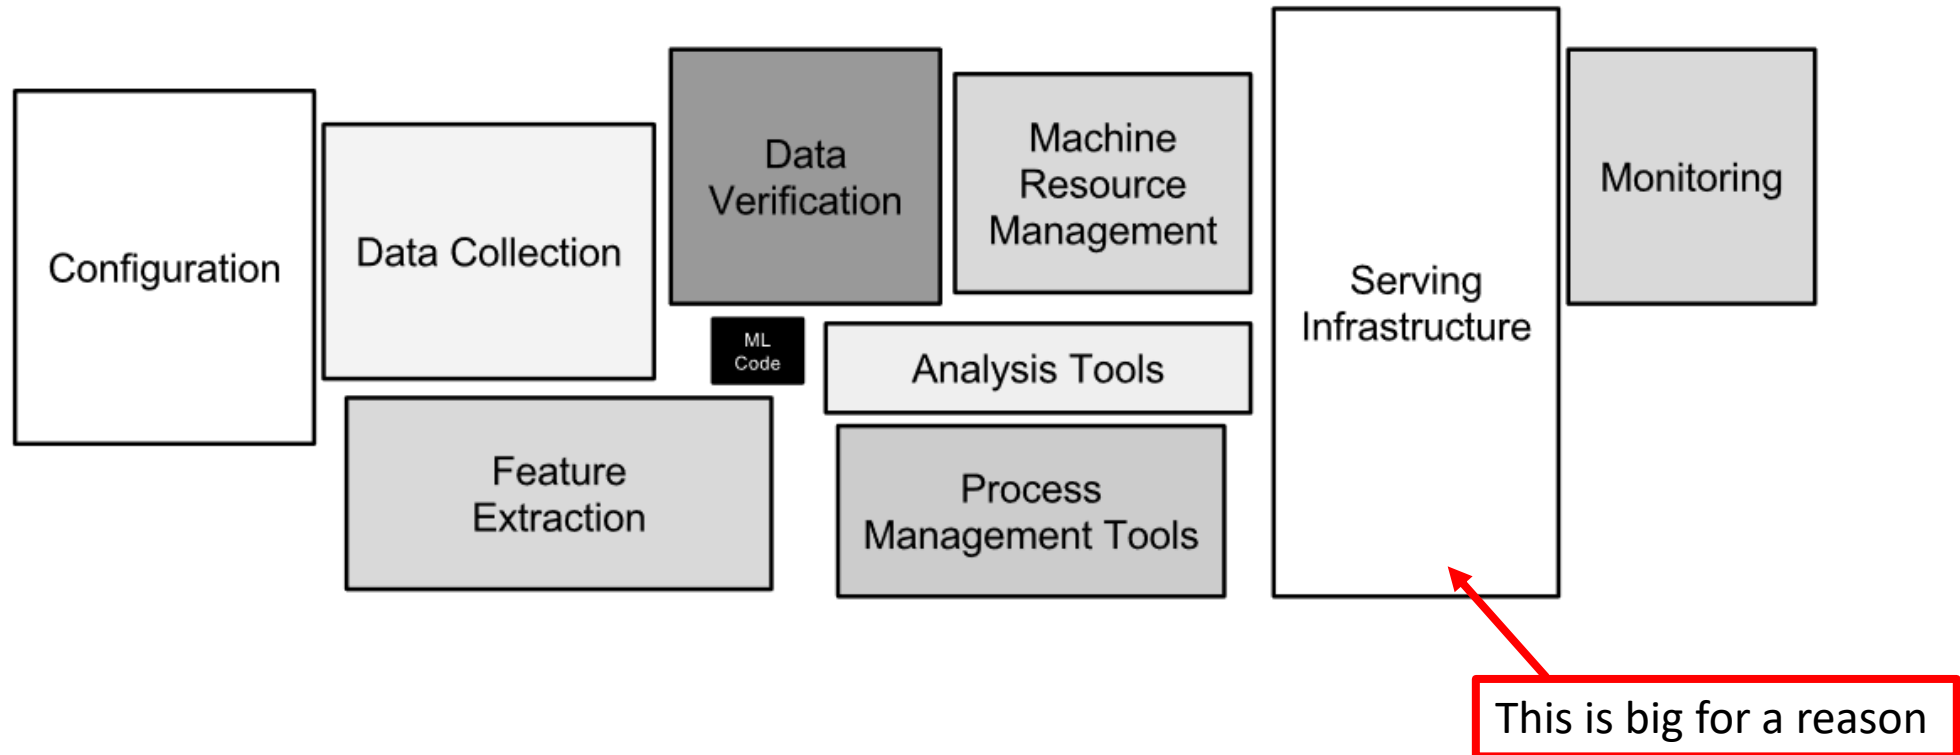 Configuration
Data Collection
Data
Verification
Machine
Resource
Management
Serving
Infrastructure
Monitoring
ML
Code
Analysis Tools
Feature
Extraction
Process
Management Tools
This is big for a reason